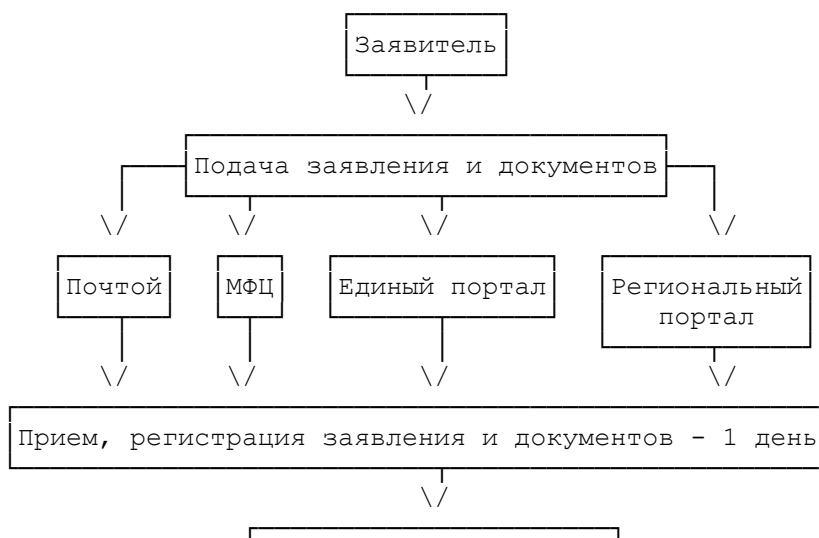 Заявитель
Подача заявления и документов
Почтой
МФЦ
Единый портал
Региональный
портал
Прием, регистрация заявления и документов - 1 день